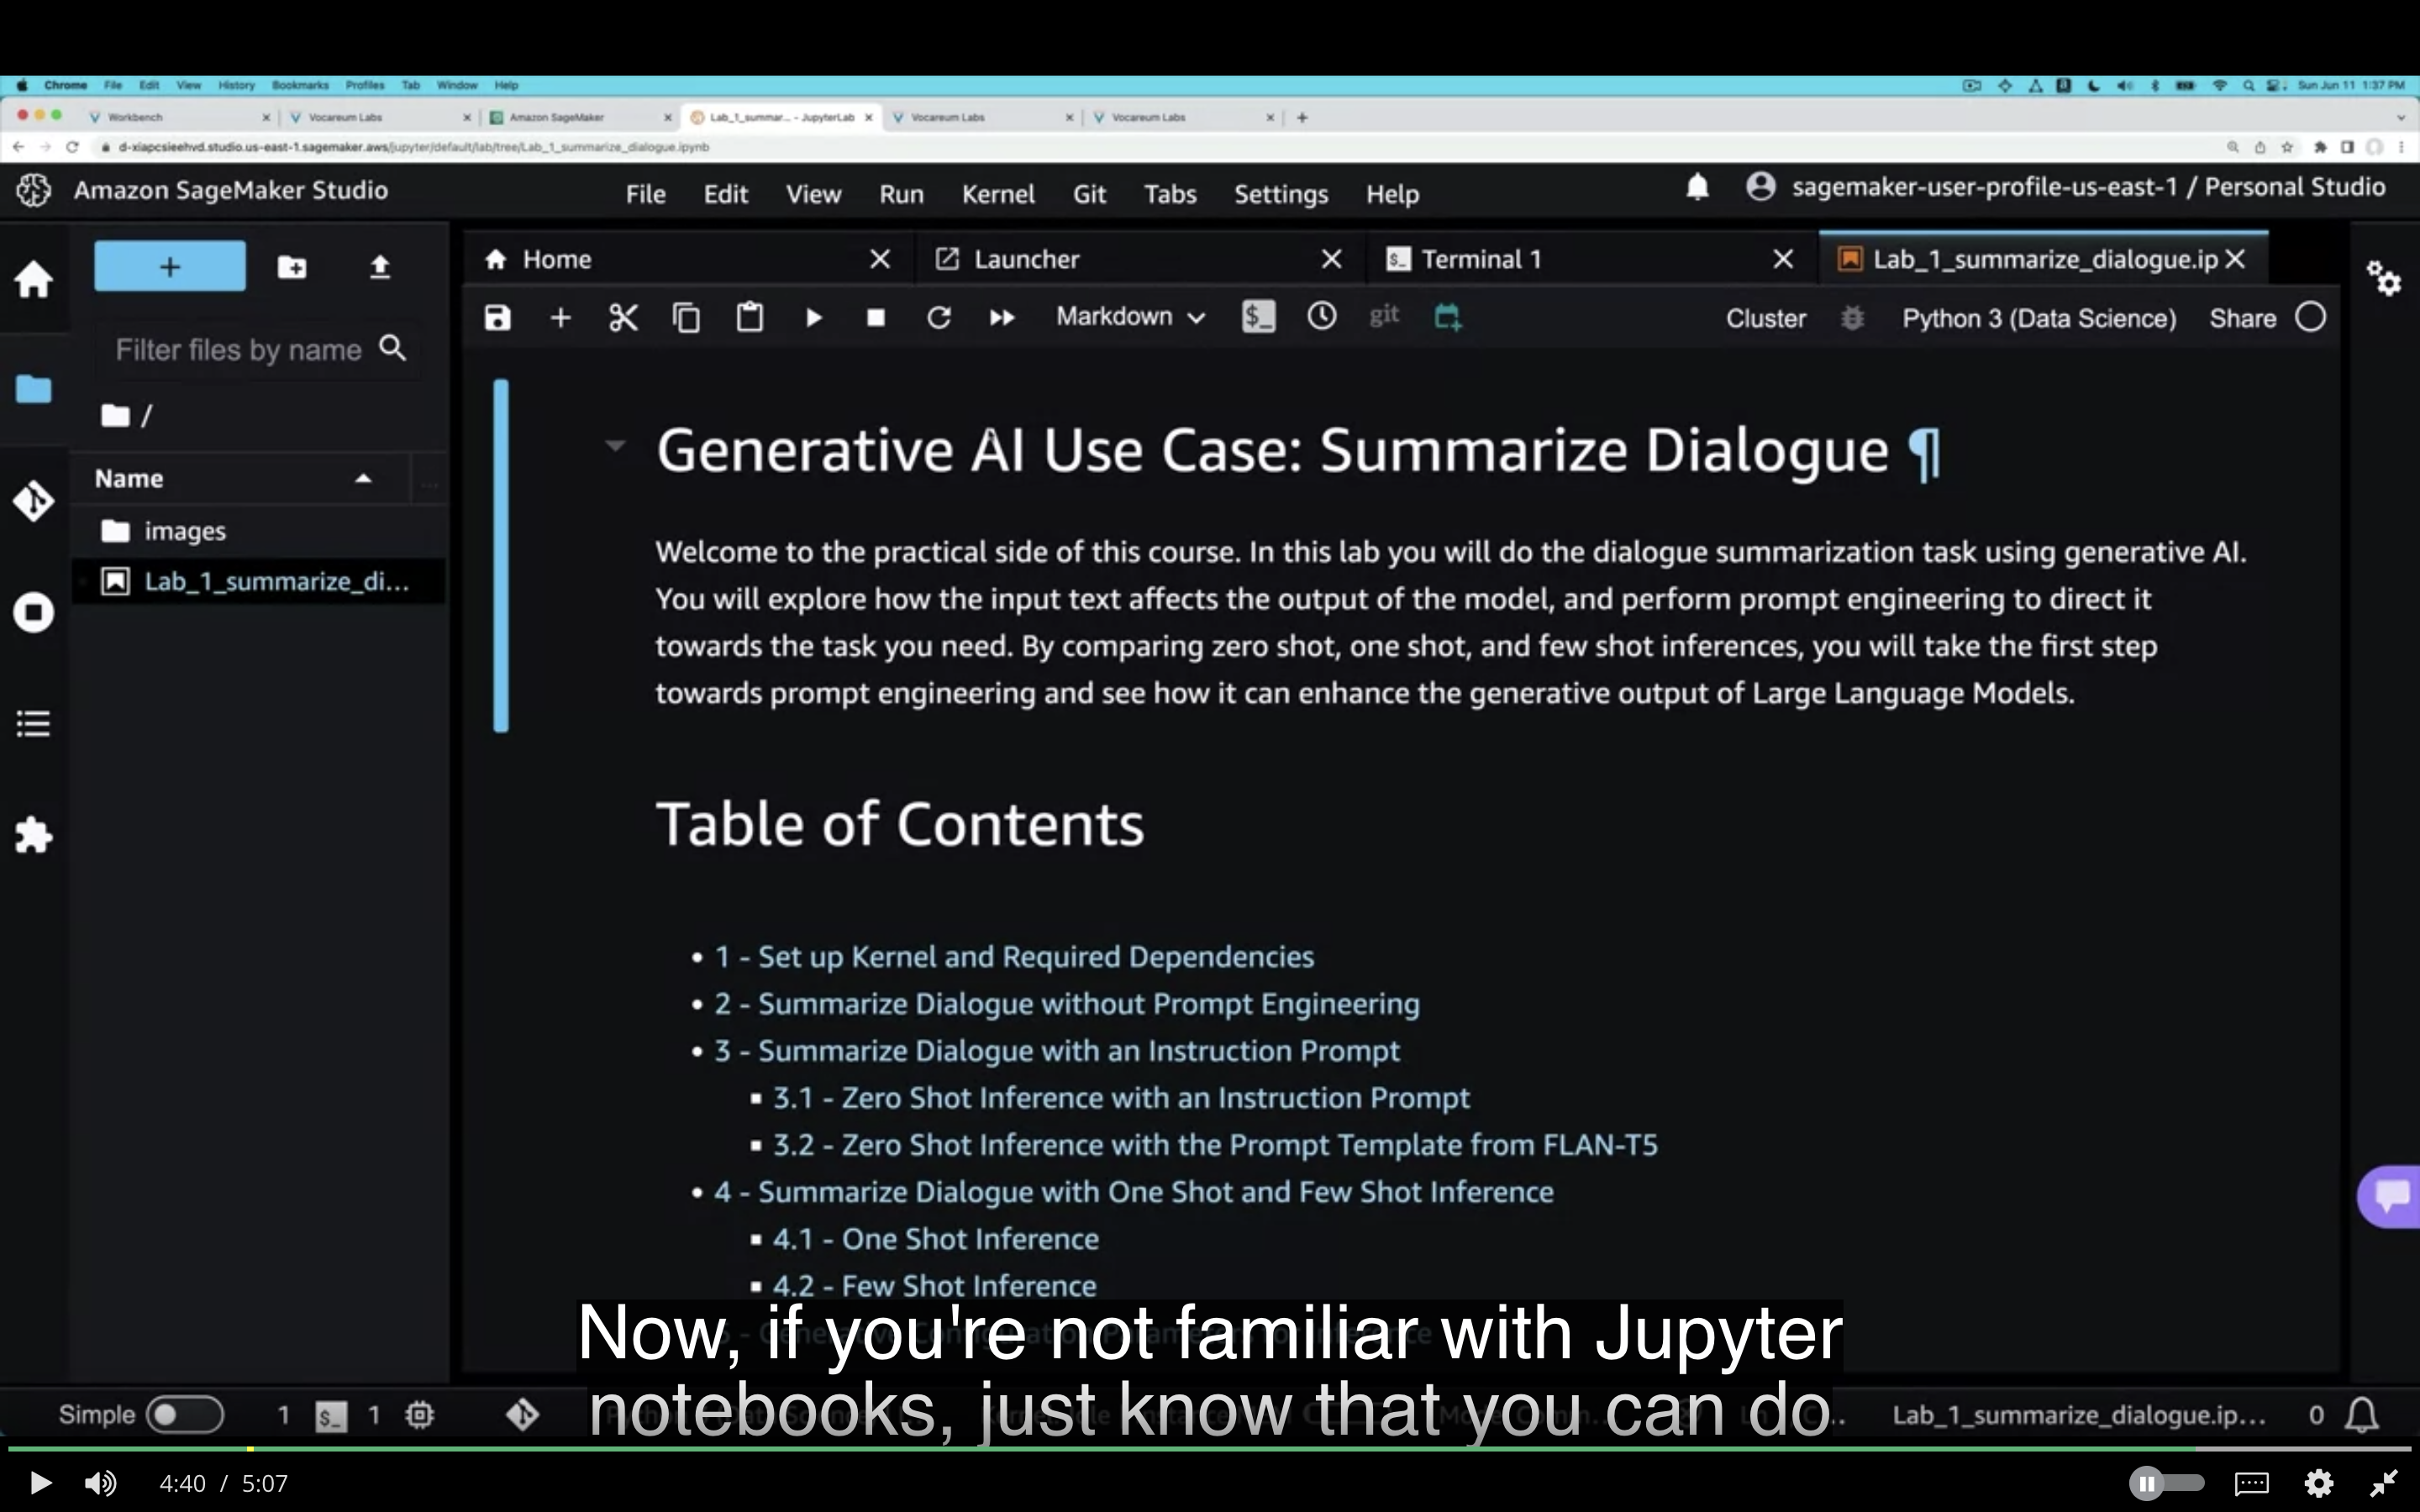 Chrome File Edit View History Bookmarks Profiles Tab Window Help Sun Jun 11 1:37 PM
Workbench Vocareum Labs Amazon SageMaker Lab_1_summar... - JupyterLab Vocareum Labs Vocareum Labs
d-xiapcsieehvd.studio.us-east-1.sagemaker.aws/jupyter/default/lab/tree/Lab_1_summarize_dialogue.ipynb
Amazon SageMaker Studio File Edit View Run Kernel Git Tabs Settings Help sagemaker-user-profile-us-east-1 / Personal Studio
Home Launcher Terminal 1 Lab_1_summarize_dialogue.ip
Markdown git Cluster Python 3 (Data Science) Share
Filter files by name
/
Name
images
Lab_1_summarize_di...
Generative AI Use Case: Summarize Dialogue ¶
Welcome to the practical side of this course. In this lab you will do the dialogue summarization task using generative AI.
You will explore how the input text affects the output of the model, and perform prompt engineering to direct it
towards the task you need. By comparing zero shot, one shot, and few shot inferences, you will take the first step
towards prompt engineering and see how it can enhance the generative output of Large Language Models.
Table of Contents
• 1 - Set up Kernel and Required Dependencies
• 2 - Summarize Dialogue without Prompt Engineering
• 3 - Summarize Dialogue with an Instruction Prompt
▪ 3.1 - Zero Shot Inference with an Instruction Prompt
▪ 3.2 - Zero Shot Inference with the Prompt Template from FLAN-T5
• 4 - Summarize Dialogue with One Shot and Few Shot Inference
▪ 4.1 - One Shot Inference
▪ 4.2 - Few Shot Inference
Now, if you're not familiar with Jupyter
notebooks, just know that you can do
Simple 1 $_ 1 Lab_1_summarize_dialogue.ip... 0
4:40 / 5:07